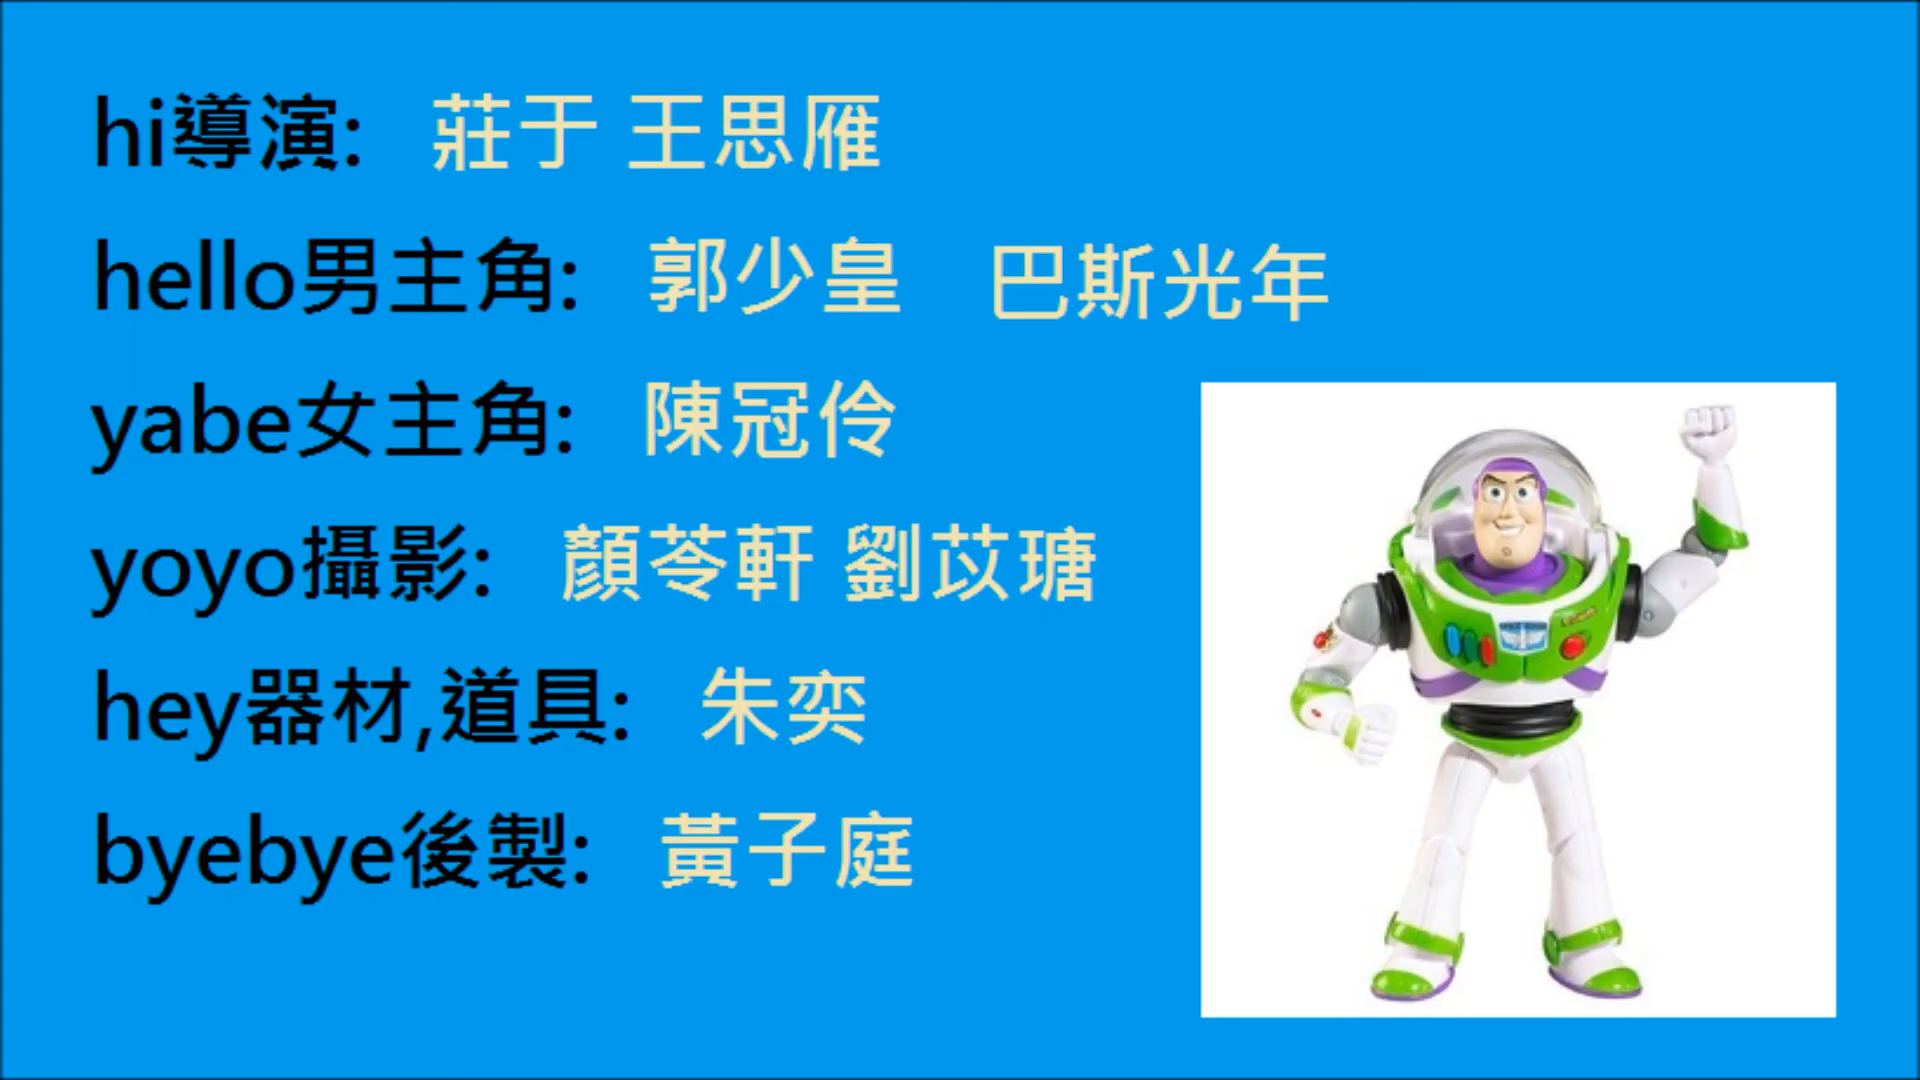 hi導演: 莊于 王思雁
hello男主角: 郭少皇 巴斯光年
yabe女主角: 陳冠伶
yoyo攝影: 顏苓軒 劉苡瑭
hey器材,道具: 朱奕
byebye後製: 黃子庭